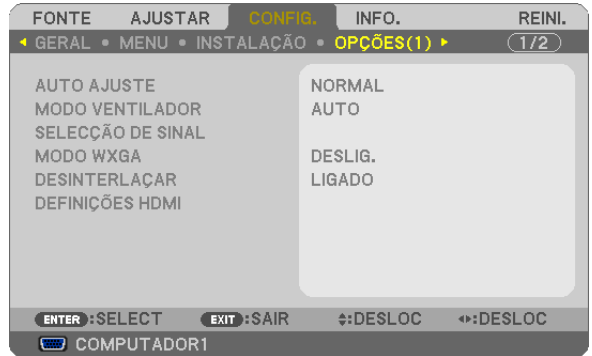 FONTE AJUSTAR CONFIG. INFO. REINI.
GERAL • MENU • INSTALAÇÃO • OPÇÕES(1) 1/2
AUTO AJUSTE NORMAL
MODO VENTILADOR AUTO
SELECÇÃO DE SINAL
MODO WXGA DESLIG.
DESINTERLAÇAR LIGADO
DEFINIÇÕES HDMI
ENTER :SELECT EXIT :SAIR :DESLOC :DESLOC
COMPUTADOR1